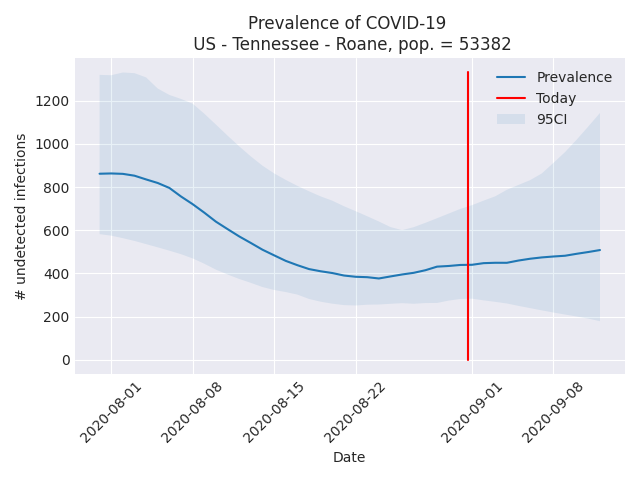 Prevalence of COVID-19
US - Tennessee - Roane, pop. = 53382
# undetected infections
1200
1000
800
600
400
200
0
Prevalence
Today
95CI
2020-08-01
2020-08-08
2020-08-15
2020-08-22
2020-09-01
2020-09-08
Date